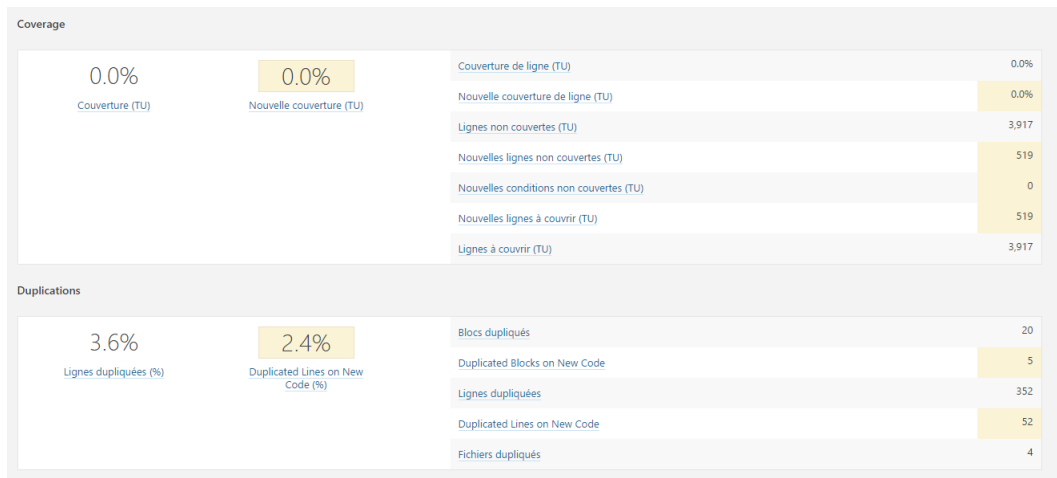 Coverage
0.0%
Couverture (TU)
0.0%
Nouvelle couverture (TU)
Couverture de ligne (TU) 0.0%
Nouvelle couverture de ligne (TU) 0.0%
Lignes non couvertes (TU) 3,917
Nouvelles lignes non couvertes (TU) 519
Nouvelles conditions non couvertes (TU) 0
Nouvelles lignes à couvrir (TU) 519
Lignes à couvrir (TU) 3,917
Duplications
3.6%
Lignes dupliquées (%)
2.4%
Duplicated Lines on New
Code (%)
Blocs dupliqués 20
Duplicated Blocks on New Code 5
Lignes dupliquées 352
Duplicated Lines on New Code 52
Fichiers dupliqués 4